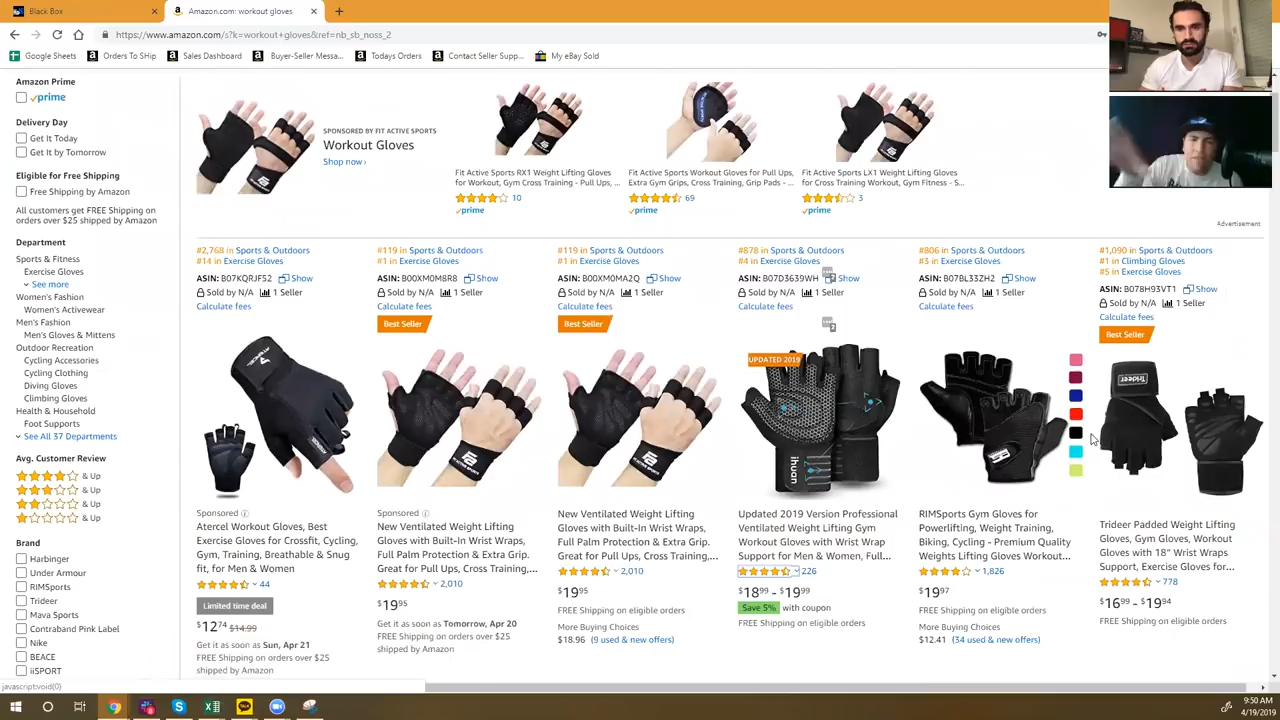 Black Box
Amazon.com: workout gloves
https://www.amazon.com/s?k=workout+gloves&ref=nb_sb_noss_2
Google Sheets
Orders To SHip
Sales Dashboard
Buyer-Seller Messa...
Todays Orders
Contact Seller Supp...
My eBay Sold
Amazon Prime
prime
Delivery Day
Get It Today
Get It by Tomorrow
Eligible for Free Shipping
Free Shipping by Amazon
All customers get FREE Shipping on
orders over $25 shipped by Amazon
Department
Sports & Fitness
Exercise Gloves
See more
Women's Fashion
Women's Activewear
Men's Fashion
Men's Gloves & Mittens
Outdoor Recreation
Cycling Accessories
Cycling Clothing
Diving Gloves
Climbing Gloves
Health & Household
Foot Supports
See All 37 Departments
Avg. Customer Review
& Up
& Up
& Up
& Up
Brand
Harbinger
Under Armour
RIMSports
Trideer
Mava Sports
Contraband Pink Label
Nike
BEACE
iiSPORT
javascript:void(0)
SPONSORED BY FIT ACTIVE SPORTS
Workout Gloves
Shop now ›
Fit Active Sports RX1 Weight Lifting Gloves
for Workout, Gym Cross Training - Pull Ups, ...
10
prime
Fit Active Sports Workout Gloves for Pull Ups,
Extra Gym Grips, Cross Training, Grip Pads - ...
69
prime
Fit Active Sports LX1 Weight Lifting Gloves
for Cross Training Workout, Gym Fitness - S...
3
prime
Advertisement
#2,768 in Sports & Outdoors
#14 in Exercise Gloves
ASIN: B07KQRJF52 Show
Sold by N/A 1 Seller
Calculate fees
Sponsored
Atercel Workout Gloves, Best
Exercise Gloves for Crossfit, Cycling,
Gym, Training, Breathable & Snug
fit, for Men & Women
44
Limited time deal
$12 74 $14.99
Get it as soon as Sun, Apr 21
FREE Shipping on orders over $25
shipped by Amazon
#119 in Sports & Outdoors
#1 in Exercise Gloves
ASIN: B00XM0M8R8 Show
Sold by N/A 1 Seller
Calculate fees
Best Seller
Sponsored
New Ventilated Weight Lifting
Gloves with Built-In Wrist Wraps,
Full Palm Protection & Extra Grip.
Great for Pull Ups, Cross Training,...
2,010
$19 95
Get it as soon as Tomorrow, Apr 20
FREE Shipping on orders over $25
shipped by Amazon
#119 in Sports & Outdoors
#1 in Exercise Gloves
ASIN: B00XM0MA2Q Show
Sold by N/A 1 Seller
Calculate fees
Best Seller
New Ventilated Weight Lifting
Gloves with Built-In Wrist Wraps,
Full Palm Protection & Extra Grip.
Great for Pull Ups, Cross Training,...
2,010
$19 95
FREE Shipping on eligible orders
More Buying Choices
$18.96 (9 used & new offers)
#878 in Sports & Outdoors
#4 in Exercise Gloves
ASIN: B07D3639WH Show
Sold by N/A 1 Seller
Calculate fees
UPDATED 2019
ihuan
Updated 2019 Version Professional
Ventilated Weight Lifting Gym
Workout Gloves with Wrist Wrap
Support for Men & Women, Full...
226
$18 99 - $19 99
Save 5% with coupon
FREE Shipping on eligible orders
#806 in Sports & Outdoors
#3 in Exercise Gloves
ASIN: B07BL33ZH2 Show
Sold by N/A 1 Seller
Calculate fees
RIMSports Gym Gloves for
Powerlifting, Weight Training,
Biking, Cycling - Premium Quality
Weights Lifting Gloves Workout...
1,826
$19 97
FREE Shipping on eligible orders
More Buying Choices
$12.41 (34 used & new offers)
#1,090 in Sports & Outdoors
#1 in Climbing Gloves
#5 in Exercise Gloves
ASIN: B078H93VT1 Show
Sold by N/A 1 Seller
Calculate fees
Best Seller
Trideer
Trideer Padded Weight Lifting
Gloves, Gym Gloves, Workout
Gloves with 18" Wrist Wraps
Support, Exercise Gloves for...
778
$16 99 - $19 94
FREE Shipping on eligible orders
9:50 AM
4/19/2019